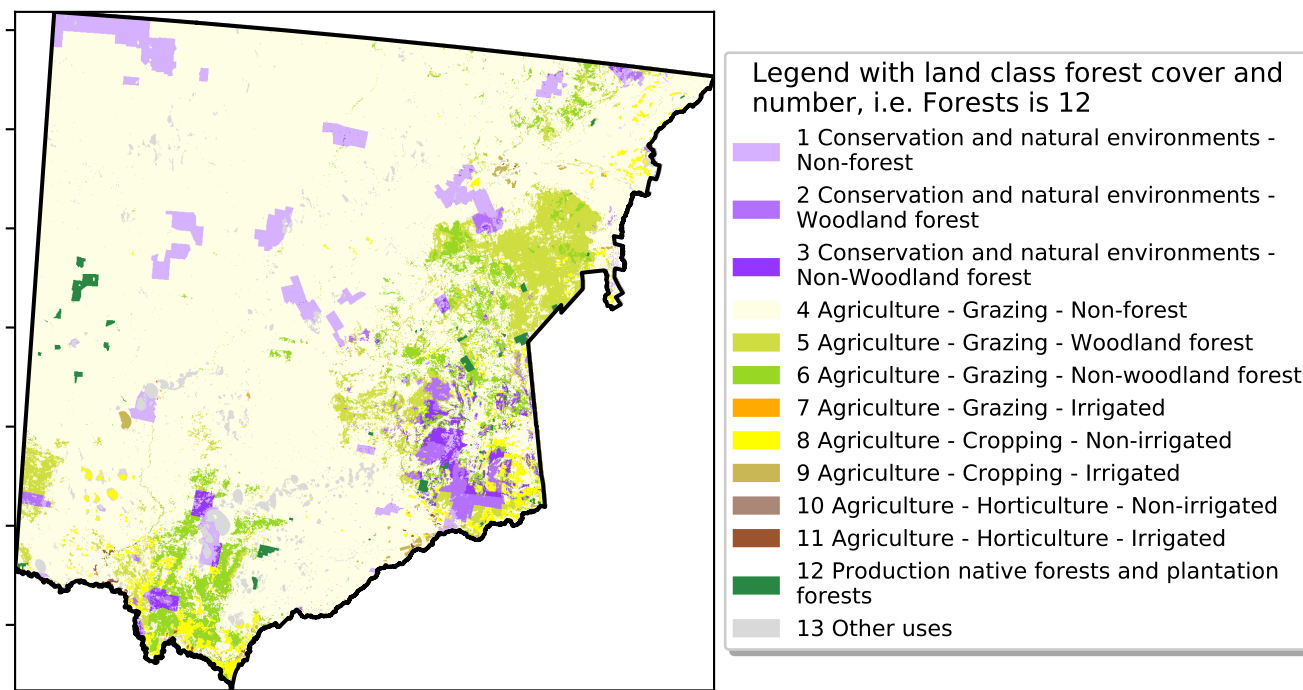 Legend with land class forest cover and
number, i.e. Forests is 12
1 Conservation and natural environments -
Non-forest
2 Conservation and natural environments -
Woodland forest
3 Conservation and natural environments -
Non-Woodland forest
4 Agriculture - Grazing - Non-forest
5 Agriculture - Grazing - Woodland forest
6 Agriculture - Grazing - Non-woodland forest
7 Agriculture - Grazing - Irrigated
8 Agriculture - Cropping - Non-irrigated
9 Agriculture - Cropping - Irrigated
10 Agriculture - Horticulture - Non-irrigated
11 Agriculture - Horticulture - Irrigated
12 Production native forests and plantation
forests
13 Other uses